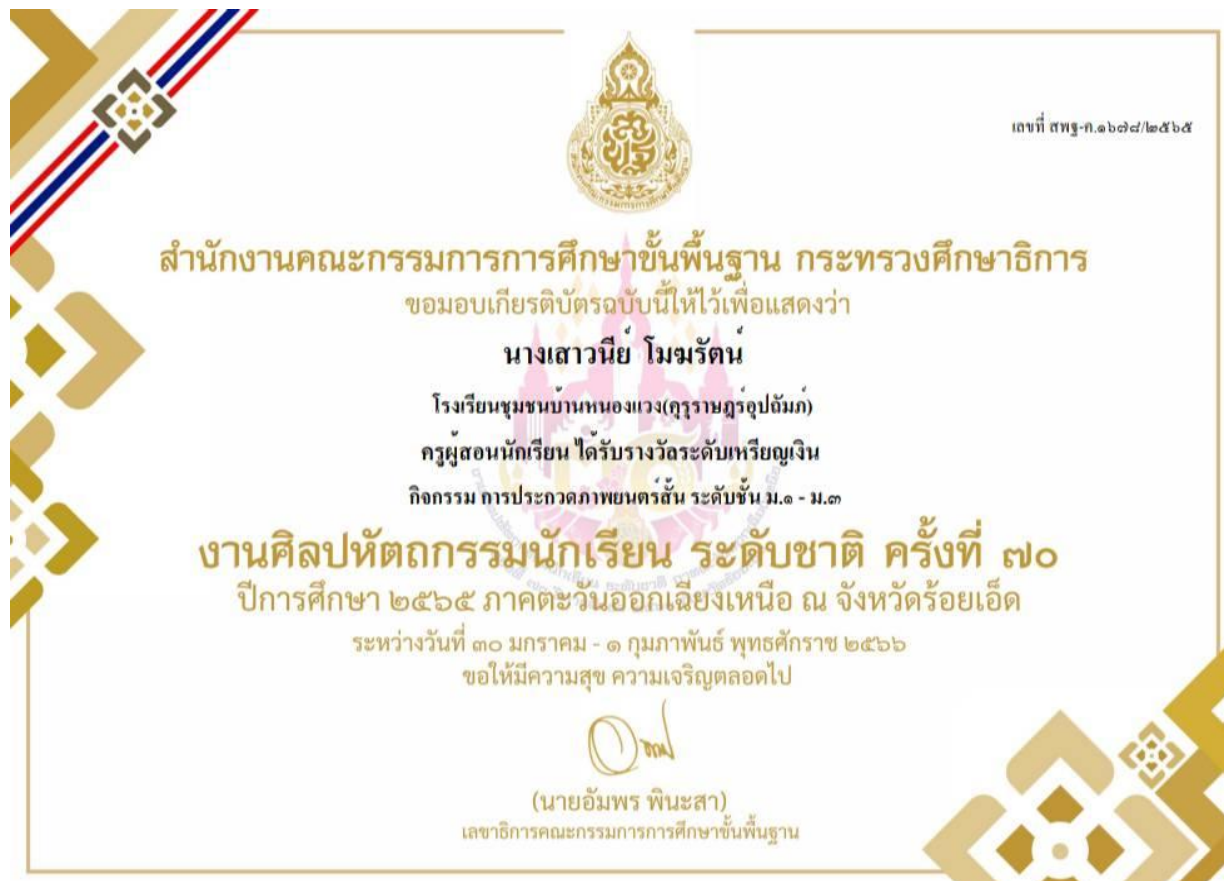 เลขที่ สพฐ-ค.๑๖๗๘/๒๕๖๕
สำนักงานคณะกรรมการการศึกษาขั้นพื้นฐาน กระทรวงศึกษาธิการ
ขอมอบเกียรติบัตรฉบับนี้ให้ไว้เพื่อแสดงว่า
นางเสาวนีย์ โมฆรัตน์
โรงเรียนชุมชนบ้านหนองแวง(คุรุราษฎร์อุปถัมภ์)
ครูผู้สอนนักเรียน ได้รับรางวัลระดับเหรียญเงิน
กิจกรรม การประกวดภาพยนตร์สั้น ระดับชั้น ม.๑ - ม.๓
งานศิลปหัตถกรรมนักเรียน ระดับชาติ ครั้งที่ ๗๐
ปีการศึกษา ๒๕๖๕ ภาคตะวันออกเฉียงเหนือ ณ จังหวัดร้อยเอ็ด
ระหว่างวันที่ ๓๐ มกราคม - ๑ กุมภาพันธ์ พุทธศักราช ๒๕๖๖
ขอให้มีความสุข ความเจริญตลอดไป
(นายอัมพร พินะสา)
เลขาธิการคณะกรรมการการศึกษาขั้นพื้นฐาน